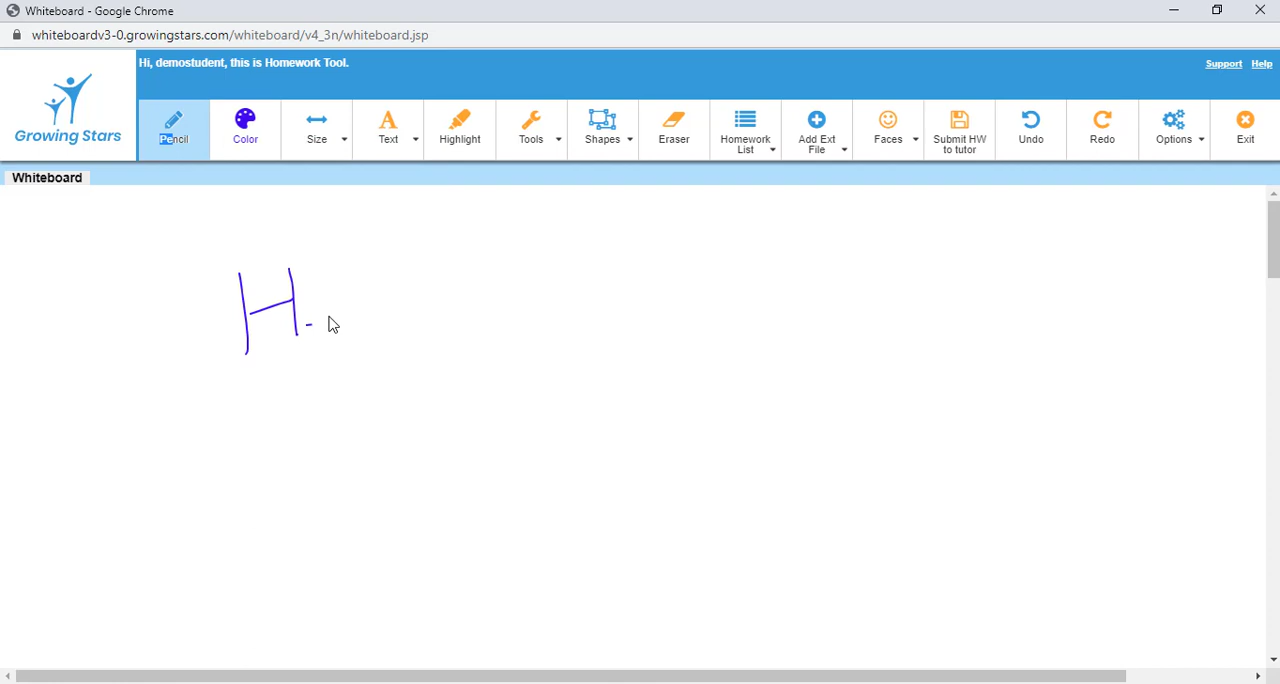 Whiteboard - Google Chrome
whiteboardv3-0.growingstars.com/whiteboard/v4_3n/whiteboard.jsp
Hi, demostudent, this is Homework Tool.
Support Help
Growing Stars
Pencil Color Size Text Highlight Tools Shapes Eraser Homework List Add Ext File Faces Submit HW to tutor Undo Redo Options Exit
Whiteboard
H